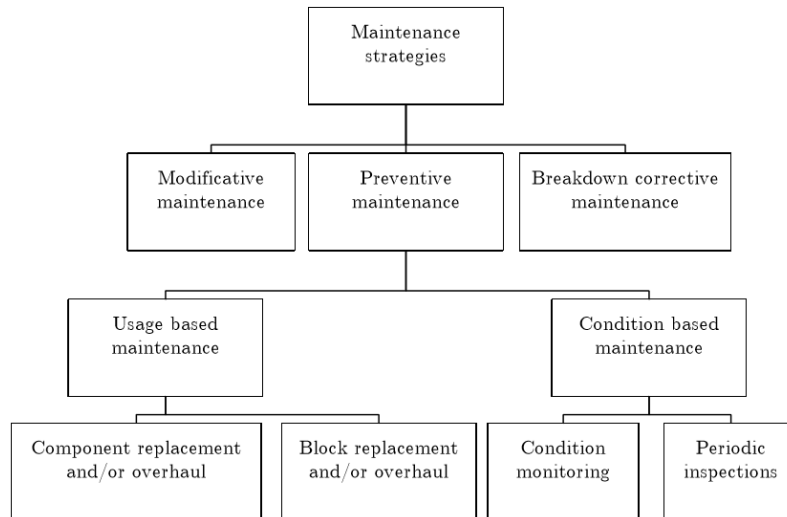 Maintenance
strategies
Modificative
maintenance
Preventive
maintenance
Breakdown corrective
maintenance
Usage based
maintenance
Condition based
maintenance
Component replacement
and/or overhaul
Block replacement
and/or overhaul
Condition
monitoring
Periodic
inspections